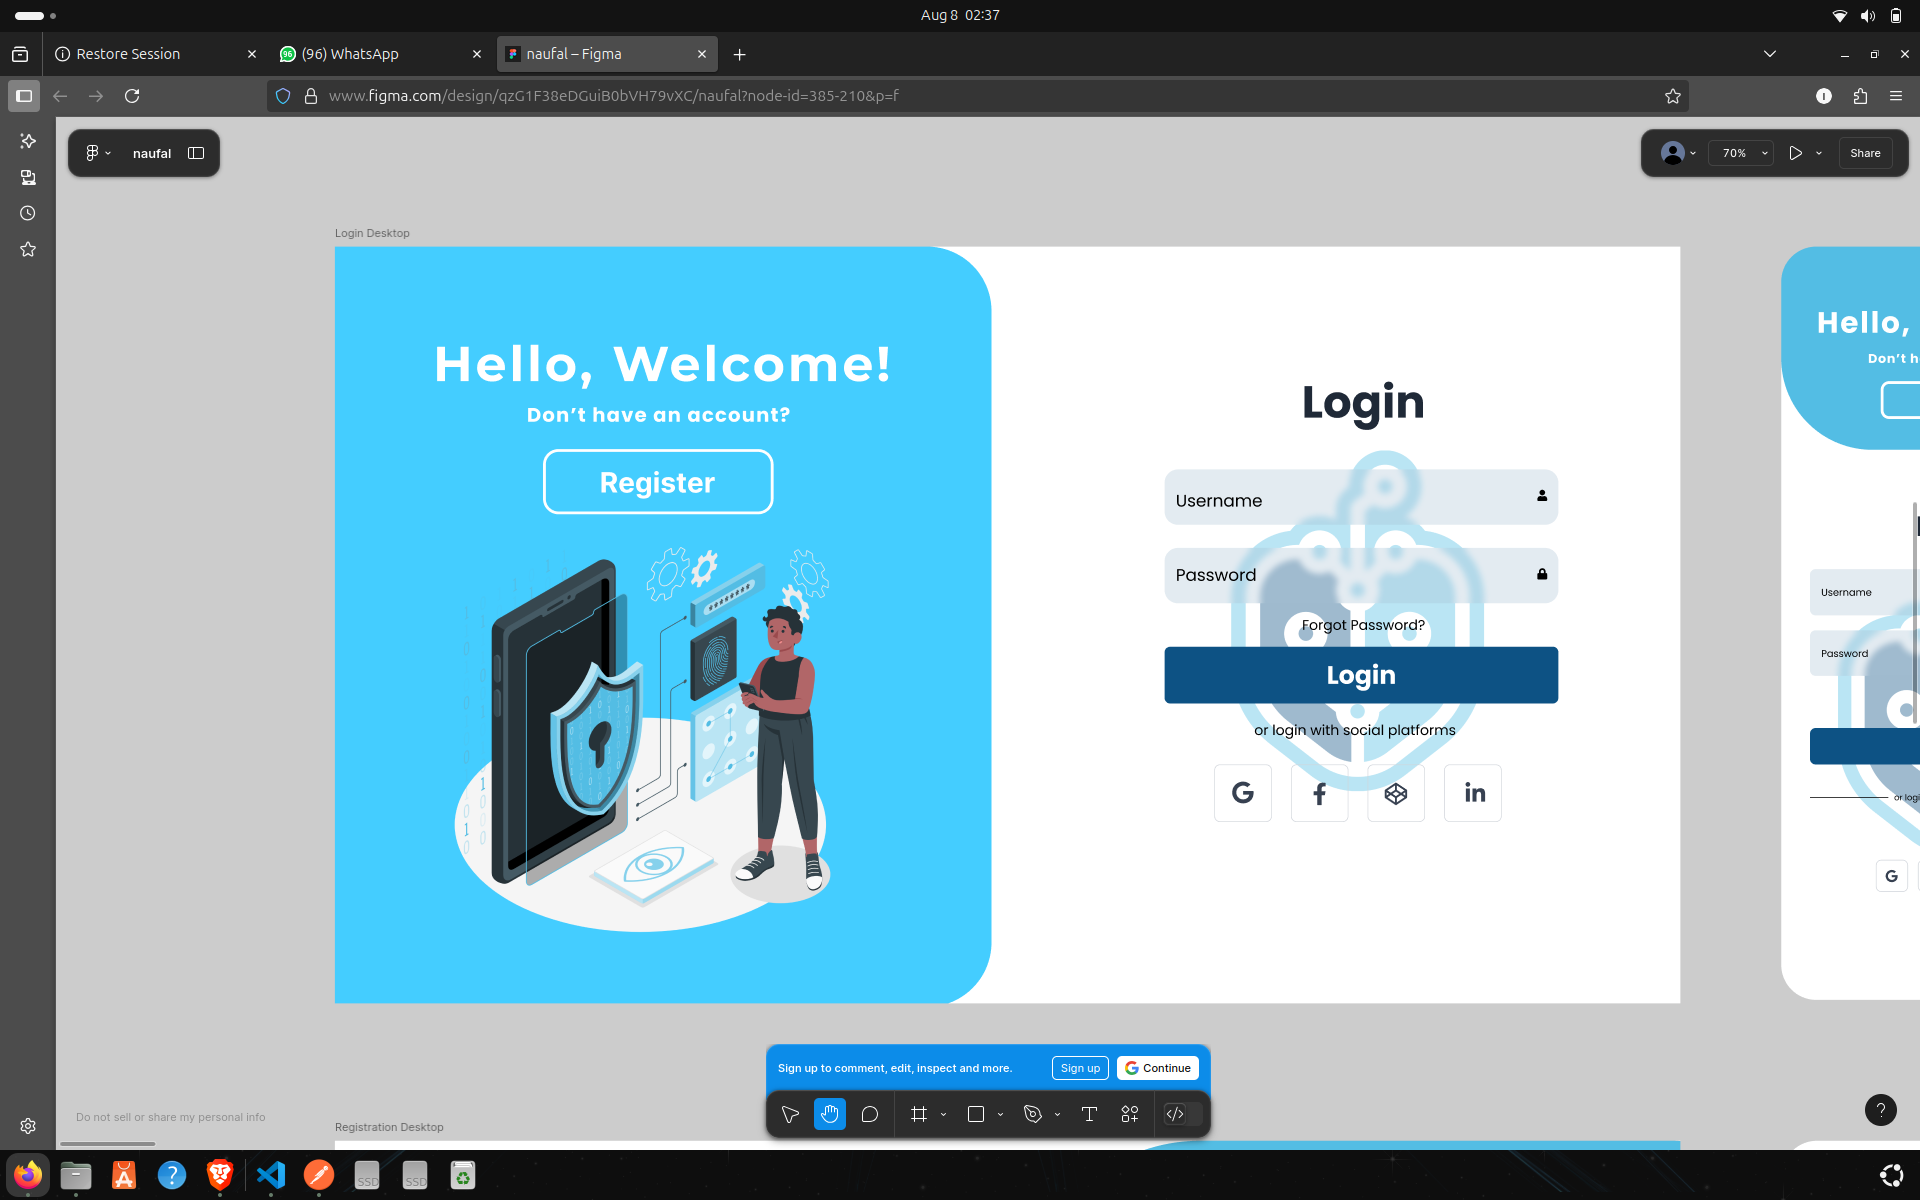 Aug 8 02:37
Restore Session
(96) WhatsApp
naufal – Figma
www.figma.com/design/qzG1F38eDGuiB0bVH79vXC/naufal?node-id=385-210&p=f
naufal
70%
Share
Login Desktop
Hello, Welcome!
Don't have an account?
Register
Login
Username
Password
Forgot Password?
Login
or login with social platforms
Hello,
Don't h
Username
Password
or logi
Sign up to comment, edit, inspect and more.
Sign up
Continue
Do not sell or share my personal info
Registration Desktop
SSD
SSD